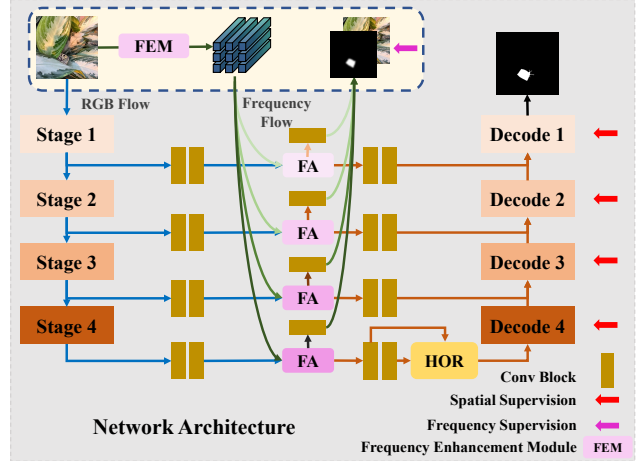 FEM
RGB Flow
Frequency
Flow
Stage 1
Decode 1
FA
Stage 2
Decode 2
FA
Stage 3
Decode 3
FA
Stage 4
Decode 4
FA
HOR
Conv Block
Network Architecture
Spatial Supervision
Frequency Supervision
Frequency Enhancement Module
FEM